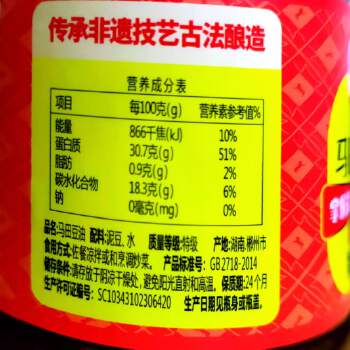 传承非遗技艺古法酿造
营养成分表
项目 每100克(g) 营养素参考值%
能量 866千焦(kJ) 10%
蛋白质 30.7克(g) 51%
脂肪 0.9克(g) 2%
碳水化合物 18.3克(g) 6%
钠 0毫克(mg) 0%
品名:马田豆油 配料:泥豆、水 质量等级:特级 产地:湖南,郴州市
食用方式:佐餐凉拌或和烹调炒菜。 产品标准号:GB2718-2014
储存条件:请存放于阴凉干燥处,避免阳光直射和高温。 保质期:24个月
生产许可证编号:SC10343102306420 生产日期见瓶身或瓶盖。